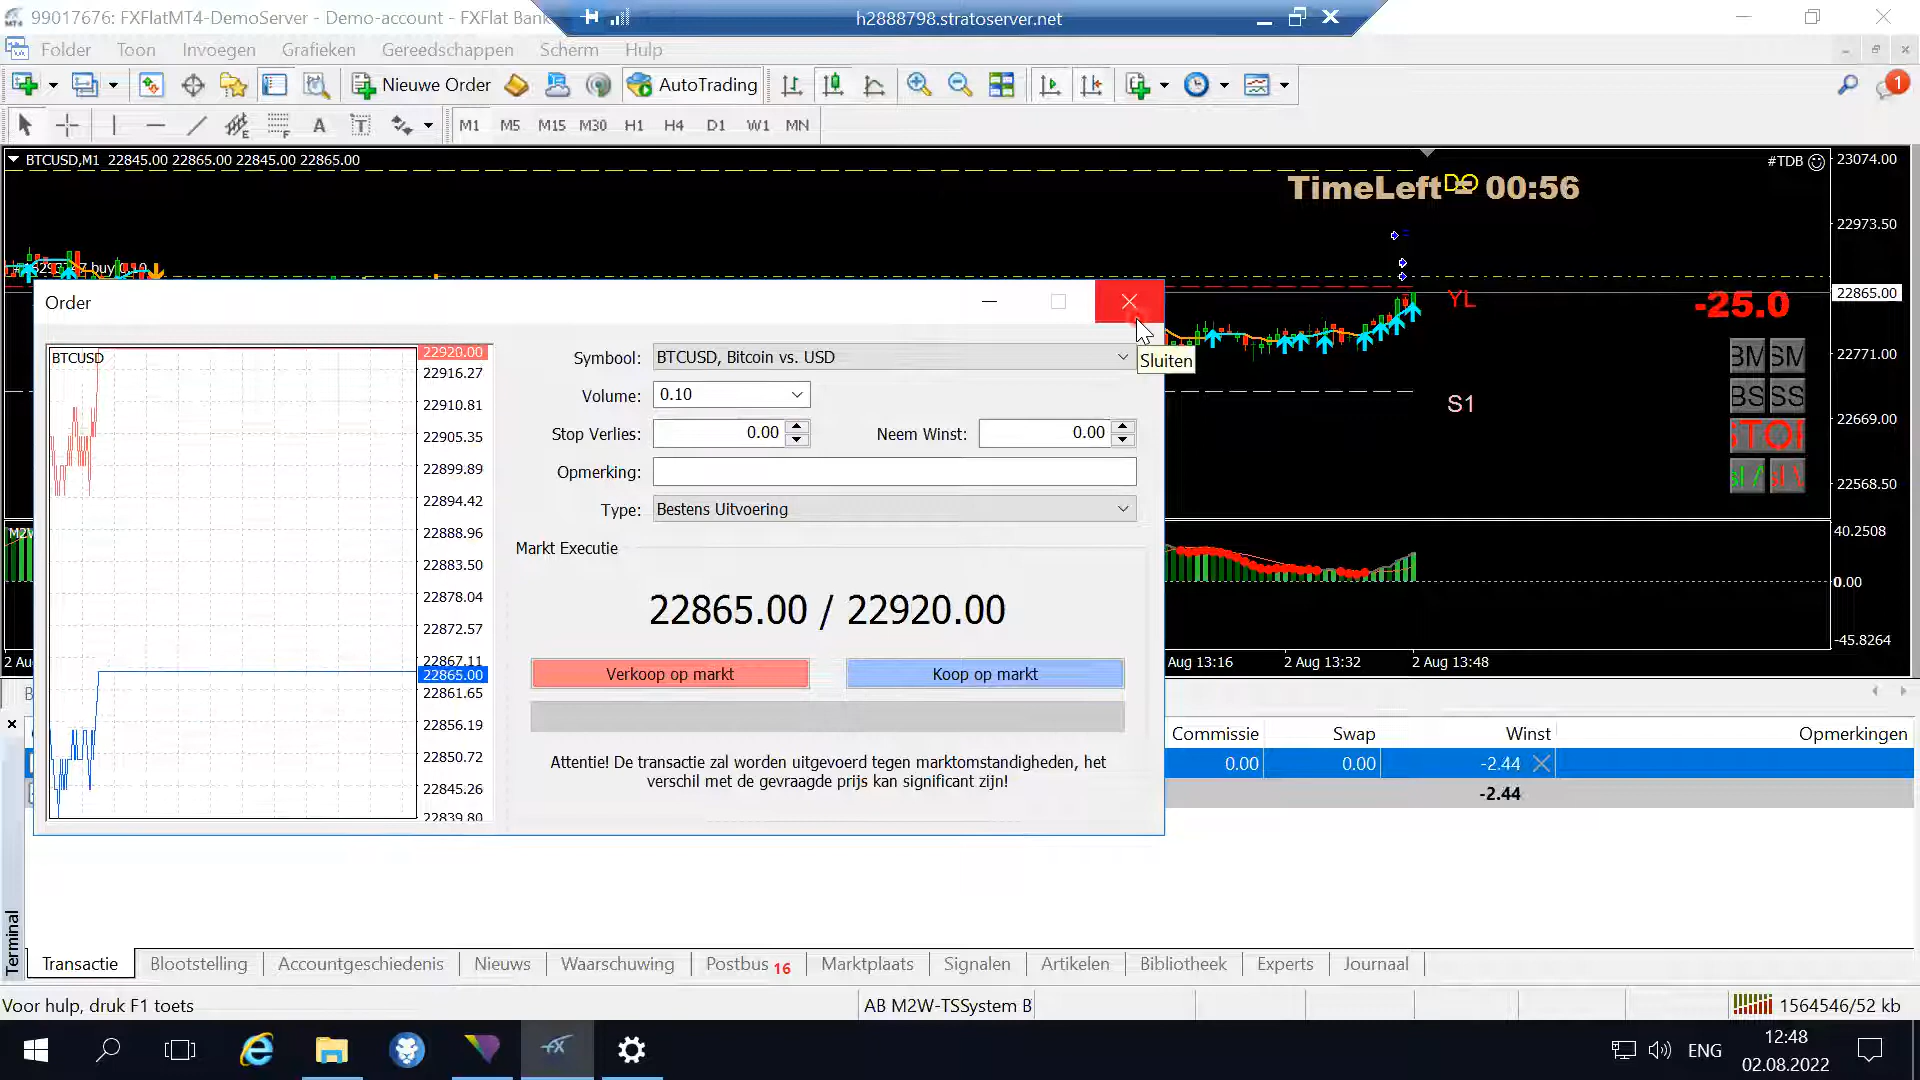 99017676: FXFlatMT4-DemoServer - Demo-account - FXFlat Bank
h2888798.stratoserver.net
Folder Toon Invoegen Grafieken Gereedschappen Scherm Hulp
Nieuwe Order AutoTrading 1
A T E F M1 M5 M15 M30 H1 H4 D1 W1 MN
BTCUSD,M1 22845.00 22865.00 22845.00 22865.00
#TDB
23074.00
TimeLeft = 00:56
DO
22973.50
buy 0.10
YL
-25.0
22865.00
BM SM
22771.00
BS SS
S1
22669.00
22568.50
40.2508
0.00
-45.8264
2 Aug 13:32 2 Aug 13:48
Aug 13:16
Order
BTCUSD
22920.00
22916.27
22910.81
22905.35
22899.89
22894.42
22888.96
22883.50
22878.04
22872.57
22867.11
22865.00
22861.65
22856.19
22850.72
22845.26
22839.80
Symbool: BTCUSD, Bitcoin vs. USD
Sluiten
Volume: 0.10
Stop Verlies: 0.00 Neem Winst: 0.00
Opmerking:
Type: Bestens Uitvoering
Markt Executie
22865.00 / 22920.00
Verkoop op markt Koop op markt
Attentie! De transactie zal worden uitgevoerd tegen marktomstandigheden, het
verschil met de gevraagde prijs kan significant zijn!
Commissie Swap Winst Opmerkingen
0.00 0.00 -2.44
-2.44
Terminal
Transactie Blootstelling Accountgeschiedenis Nieuws Waarschuwing Postbus 16 Marktplaats Signalen Artikelen Bibliotheek Experts Journaal
Voor hulp, druk F1 toets AB M2W-TSSystem B 1564546/52 kb
ENG
12:48
02.08.2022